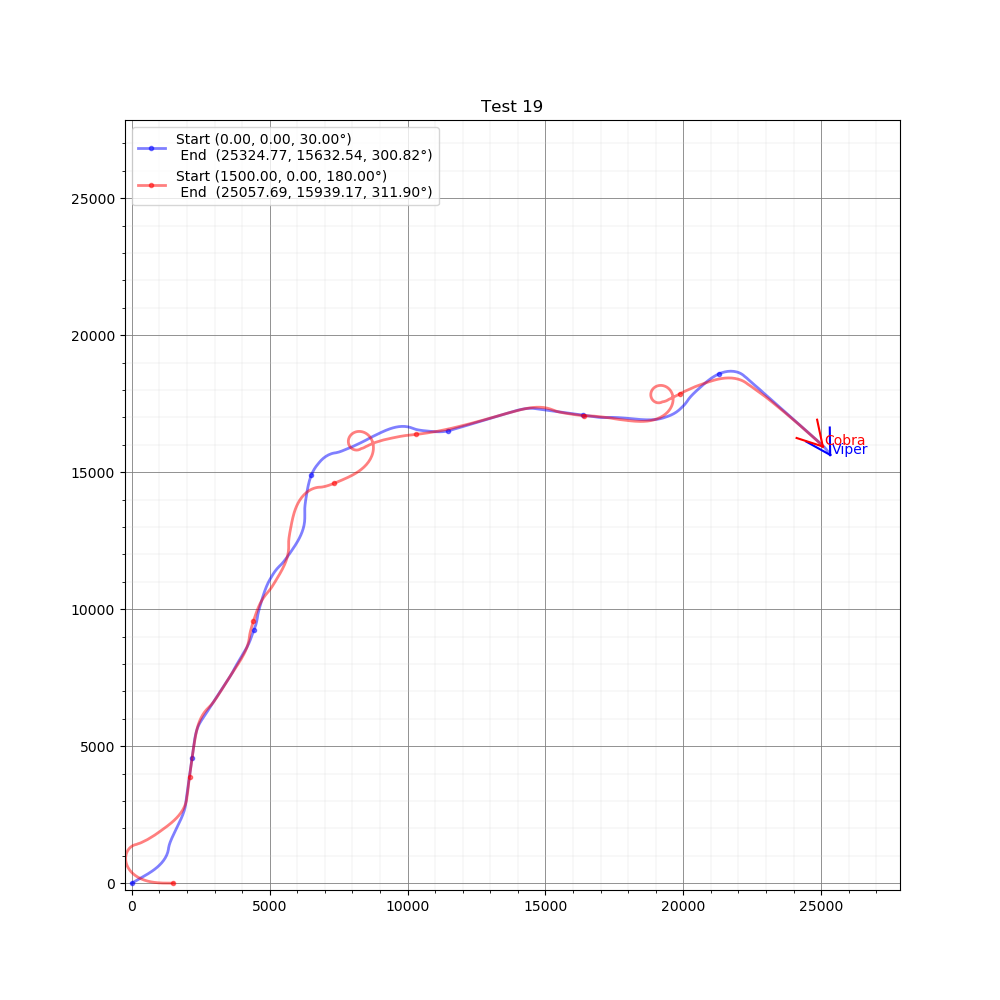 Test 19
Start (0.00, 0.00, 30.00°)
End (25324.77, 15632.54, 300.82°)
Start (1500.00, 0.00, 180.00°)
End (25057.69, 15939.17, 311.90°)
25000
20000
15000
10000
5000
0
Cobra
Viper
0 5000 10000 15000 20000 25000